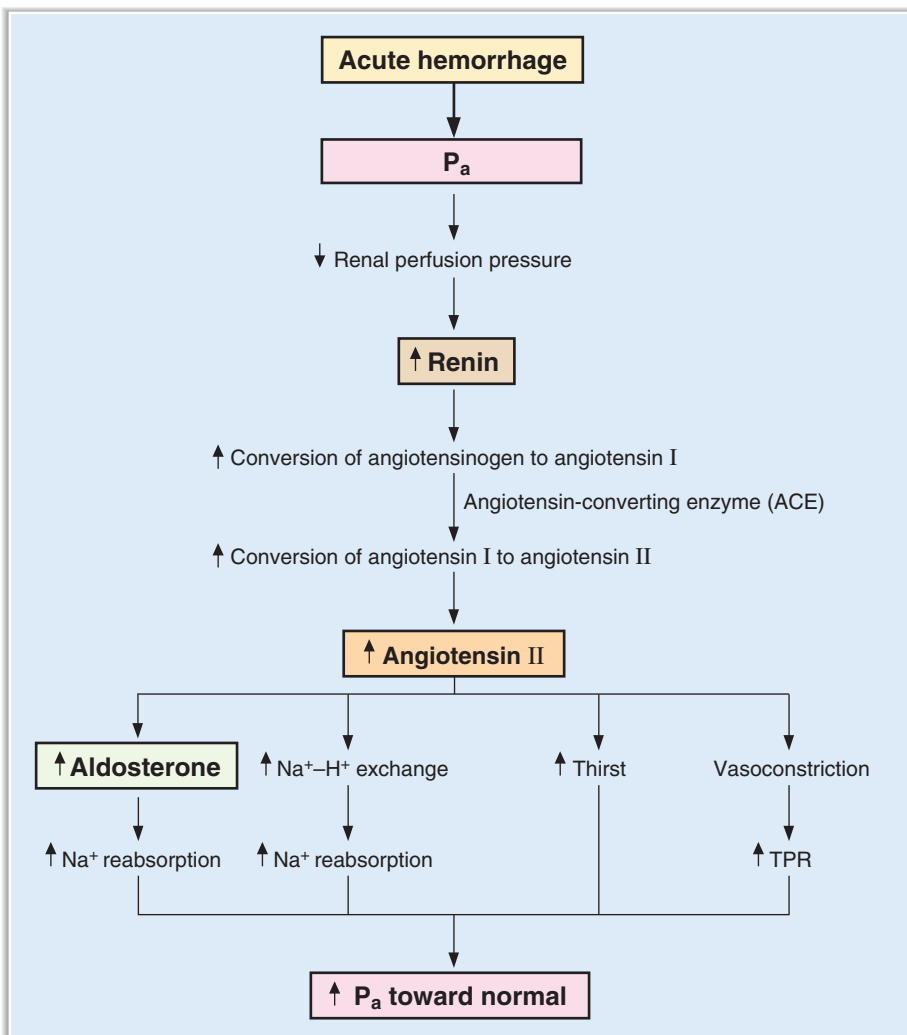 Acute hemorrhage
Pa
↓ Renal perfusion pressure
↑ Renin
↑ Conversion of angiotensinogen to angiotensin I
Angiotensin-converting enzyme (ACE)
↑ Conversion of angiotensin I to angiotensin II
↑ Angiotensin II
↑ Aldosterone
↑ Na⁺–H⁺ exchange
↑ Thirst
Vasoconstriction
↑ Na⁺ reabsorption
↑ Na⁺ reabsorption
↑ TPR
↑ Pa toward normal